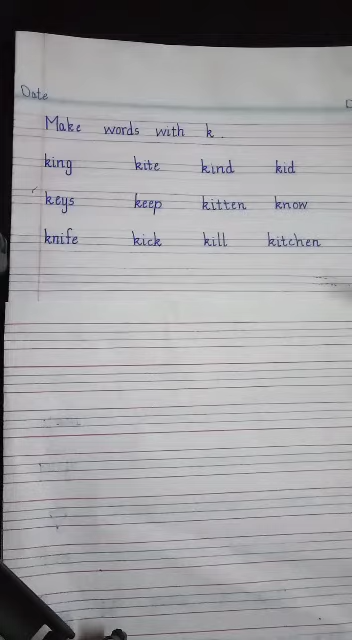 Date
Make words with k.
king kite kind kid
keys keep kitten know
knife kick kill kitchen